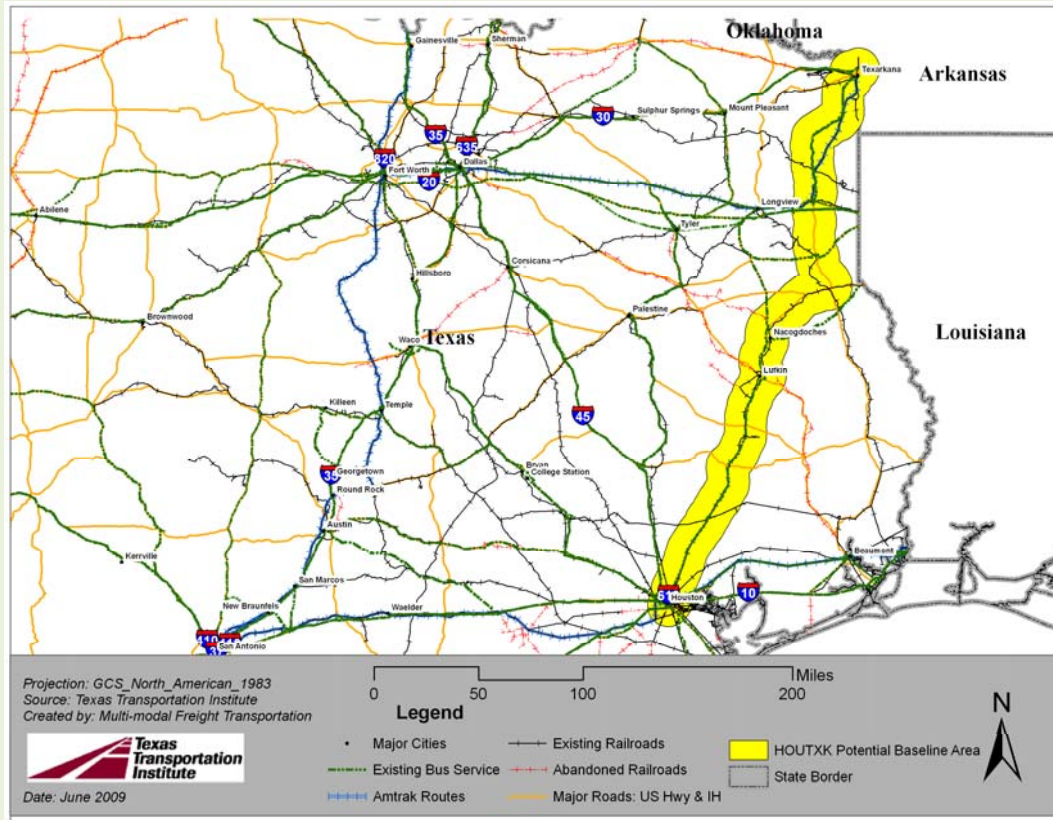 Oklahoma
Arkansas
Texarkana
Gainesville
Sherman
Sulphur Springs
Mount Pleasant
30
35
635
820
Fort Worth
Dallas
20
Abilene
Longview
Tyler
Hillsboro
Corsicana
Brownwood
Palestine
Waco
Texas
Nacogdoches
Louisiana
Lufkin
Killeen
Temple
45
35
Georgetown
Bryan
College Station
Round Rock
Austin
Kerrville
Beaumont
San Marcos
New Braunfels
Waelder
Houston
10
San Antonio
Projection: GCS_North_American_1983
Source: Texas Transportation Institute
Created by: Multi-modal Freight Transportation
Texas
Transportation
Institute
Date: June 2009
Miles
0 50 100 200
Legend
Major Cities
Existing Bus Service
Amtrak Routes
Existing Railroads
Abandoned Railroads
Major Roads: US Hwy & IH
HOUTXK Potential Baseline Area
State Border
N